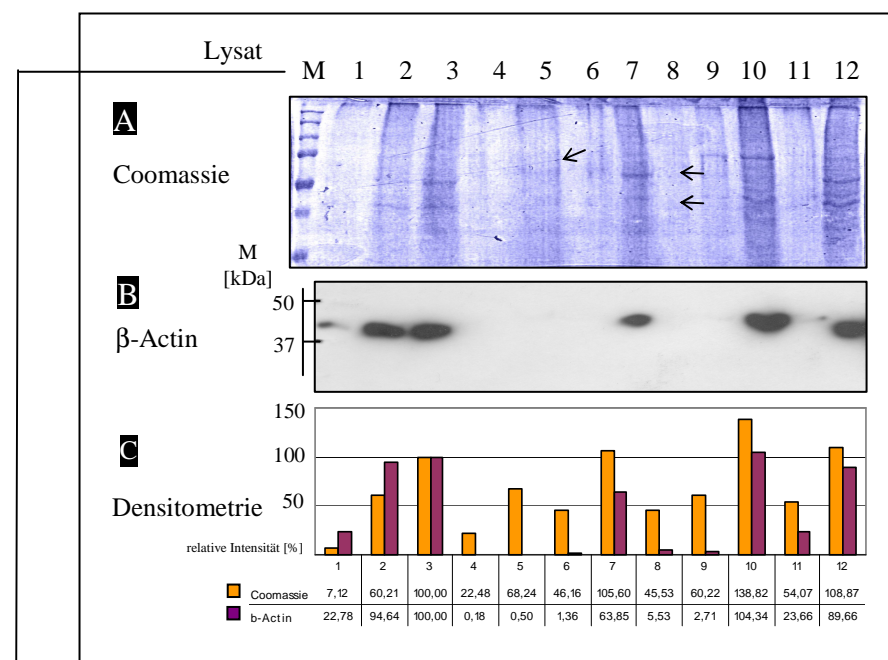 Lysat M 1 2 3 4 5 6 7 8 9 10 11 12
A
Coomassie
M
[kDa]
B
50
β-Actin
37
150
C
100
Densitometrie
50
relative Intensität [%]
1 2 3 4 5 6 7 8 9 10 11 12
Coomassie 7,12 60,21 100,00 22,48 68,24 46,16 105,60 45,53 60,22 138,82 54,07 108,87
b-Actin 22,78 94,64 100,00 0,18 0,50 1,36 63,85 5,53 2,71 104,34 23,66 89,66